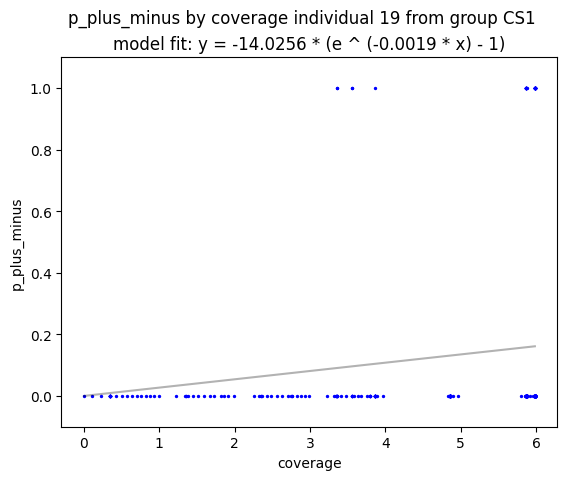 p_plus_minus by coverage individual 19 from group CS1
model fit: y = -14.0256 * (e ^ (-0.0019 * x) - 1)
1.0
0.8
0.6
0.4
0.2
0.0
p_plus_minus
0 1 2 3 4 5 6
coverage